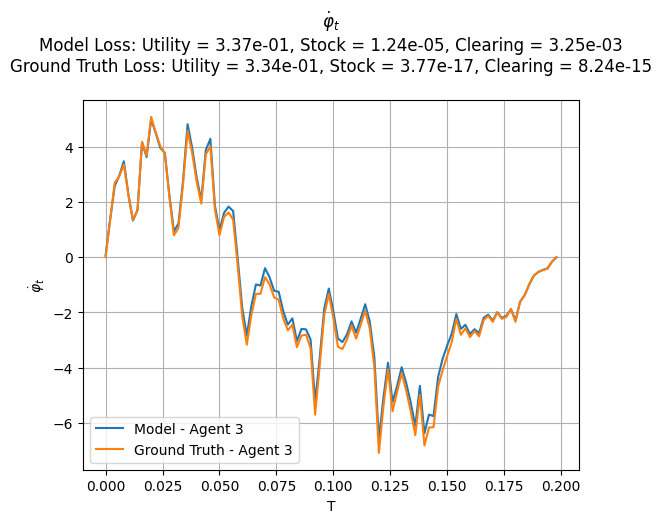 φ̇ₜ
Model Loss: Utility = 3.37e-01, Stock = 1.24e-05, Clearing = 3.25e-03
Ground Truth Loss: Utility = 3.34e-01, Stock = 3.77e-17, Clearing = 8.24e-15
4
2
0
−2
−4
−6
φ̇ₜ
Model - Agent 3
Ground Truth - Agent 3
0.000 0.025 0.050 0.075 0.100 0.125 0.150 0.175 0.200
T